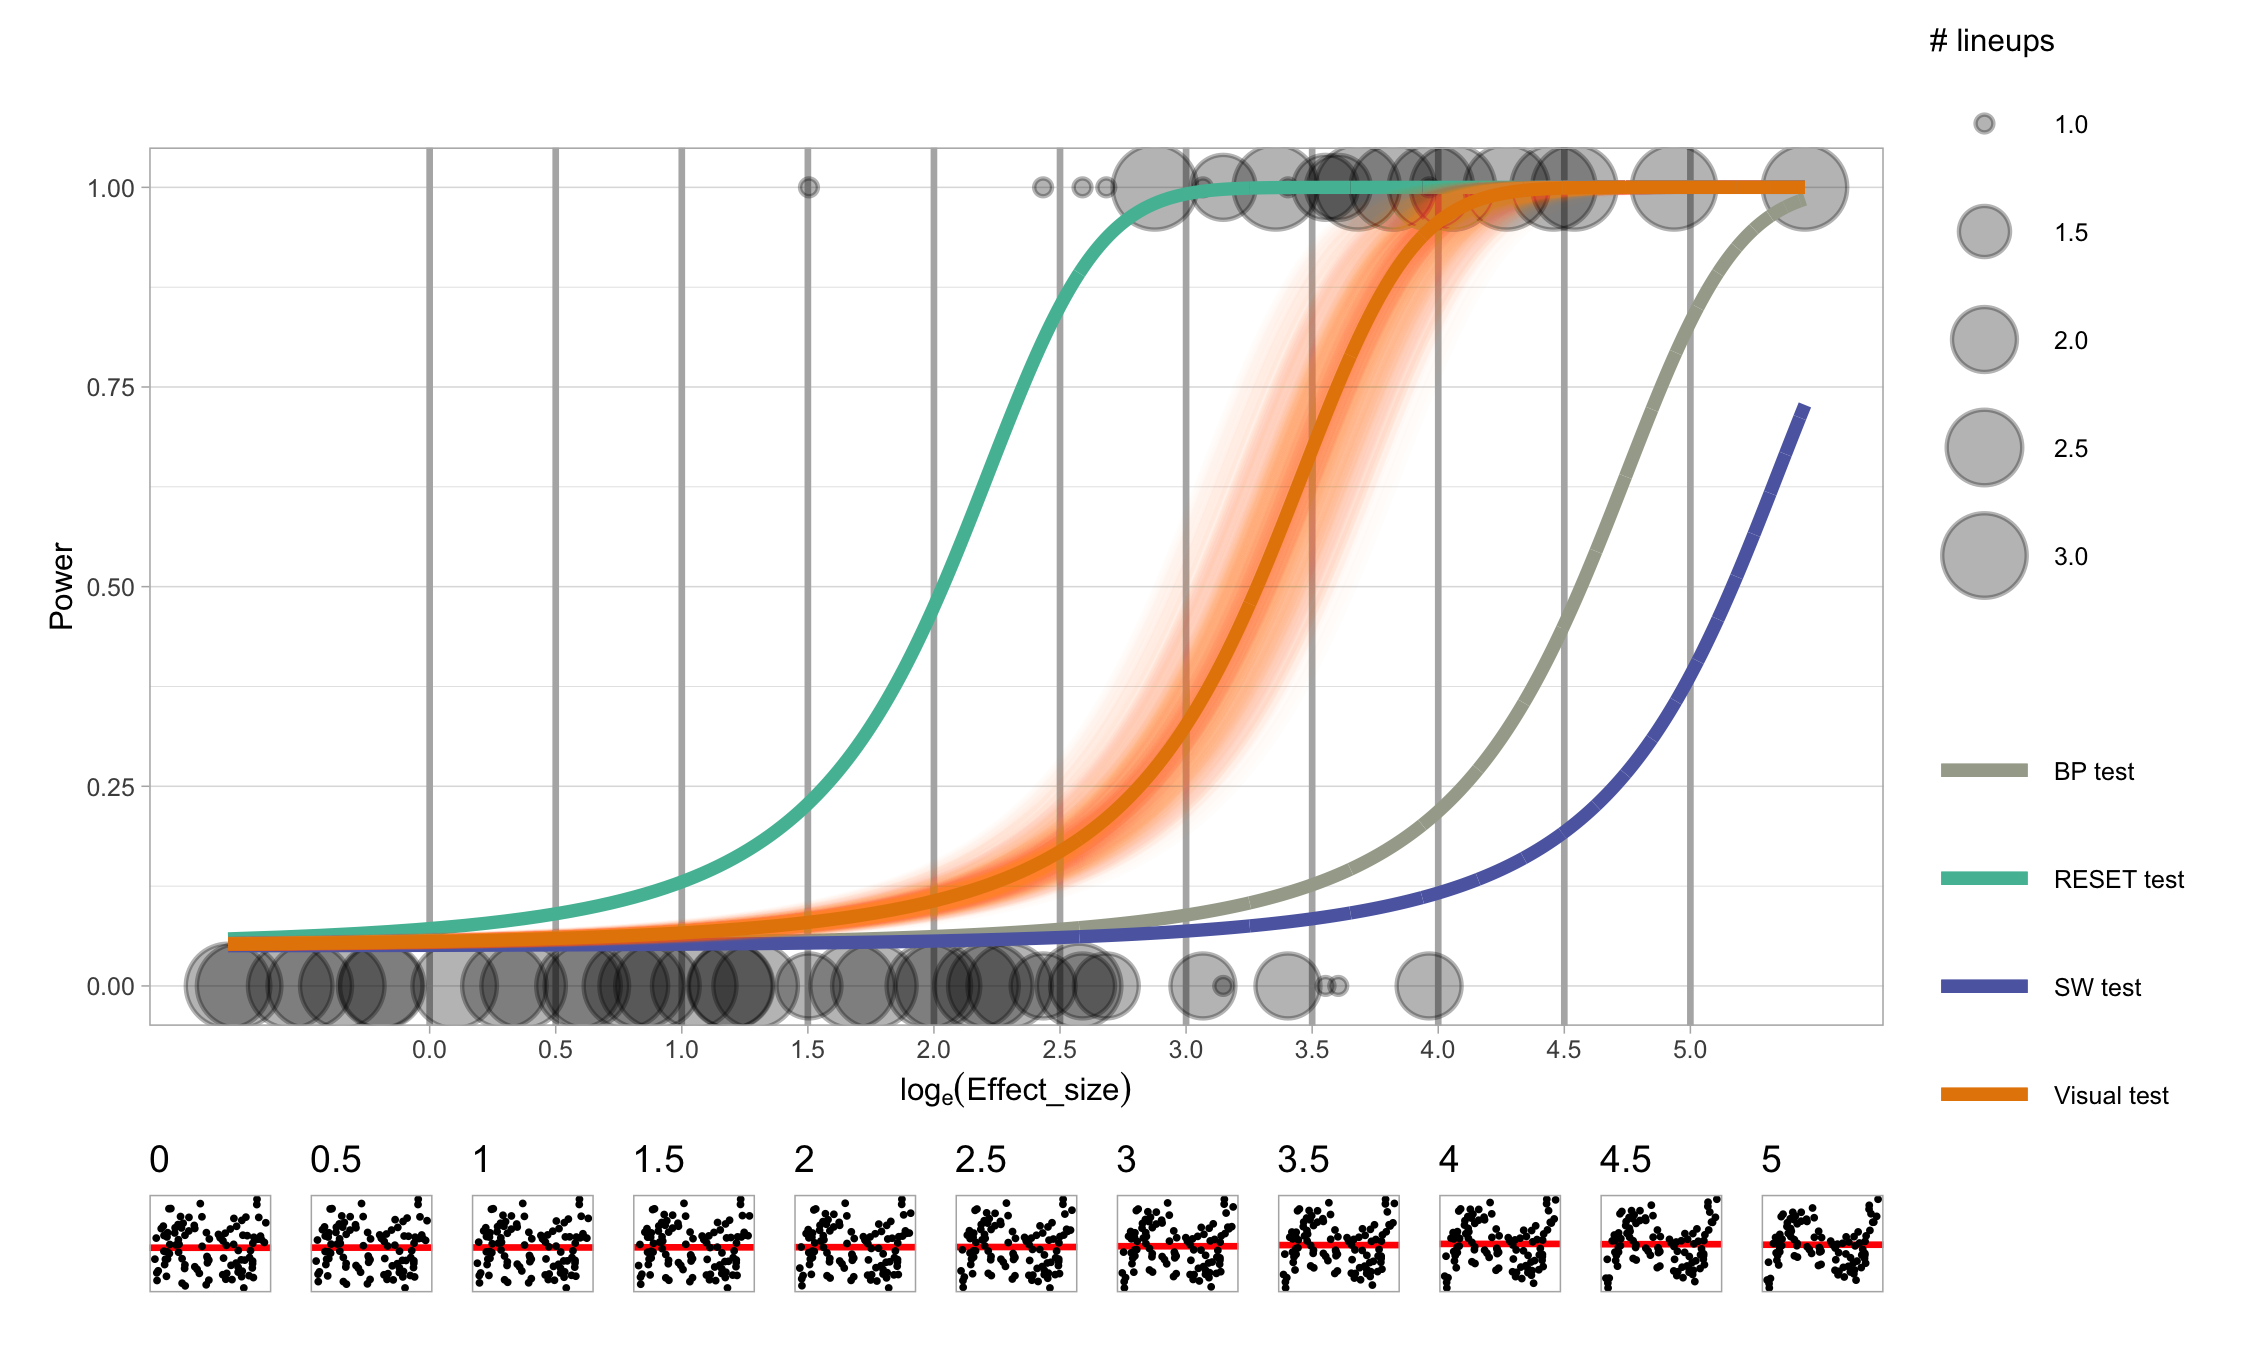 # lineups
1.0
1.5
2.0
2.5
3.0
BP test
RESET test
SW test
Visual test
Power
1.00
0.75
0.50
0.25
0.00
0.0 0.5 1.0 1.5 2.0 2.5 3.0 3.5 4.0 4.5 5.0
logₑ(Effect_size)
0 0.5 1 1.5 2 2.5 3 3.5 4 4.5 5